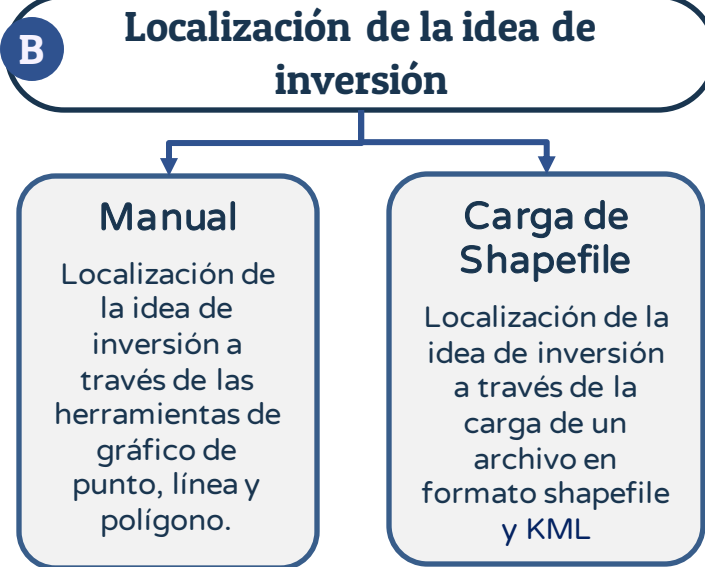 B
Localización de la idea de
inversión
Manual
Localización de
la idea de
inversión a
través de las
herramientas de
gráfico de
punto, línea y
polígono.
Carga de
Shapefile
Localización de la
idea de inversión
a través de la
carga de un
archivo en
formato shapefile
y KML